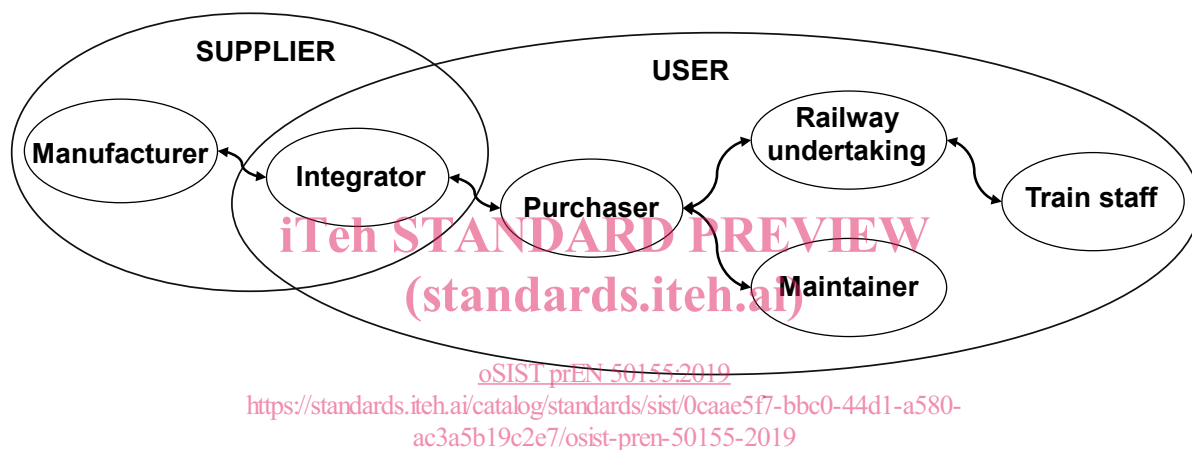 SUPPLIER
USER
Manufacturer
Integrator
Purchaser
Railway
undertaking
Train staff
Maintainer
iTeh STANDARD PREVIEW
(standards.iteh.ai)
oSIST prEN 50155:2019
https://standards.iteh.ai/catalog/standards/sist/0caae5f7-bbc0-44d1-a580-
ac3a5b19c2e7/osist-pren-50155-2019